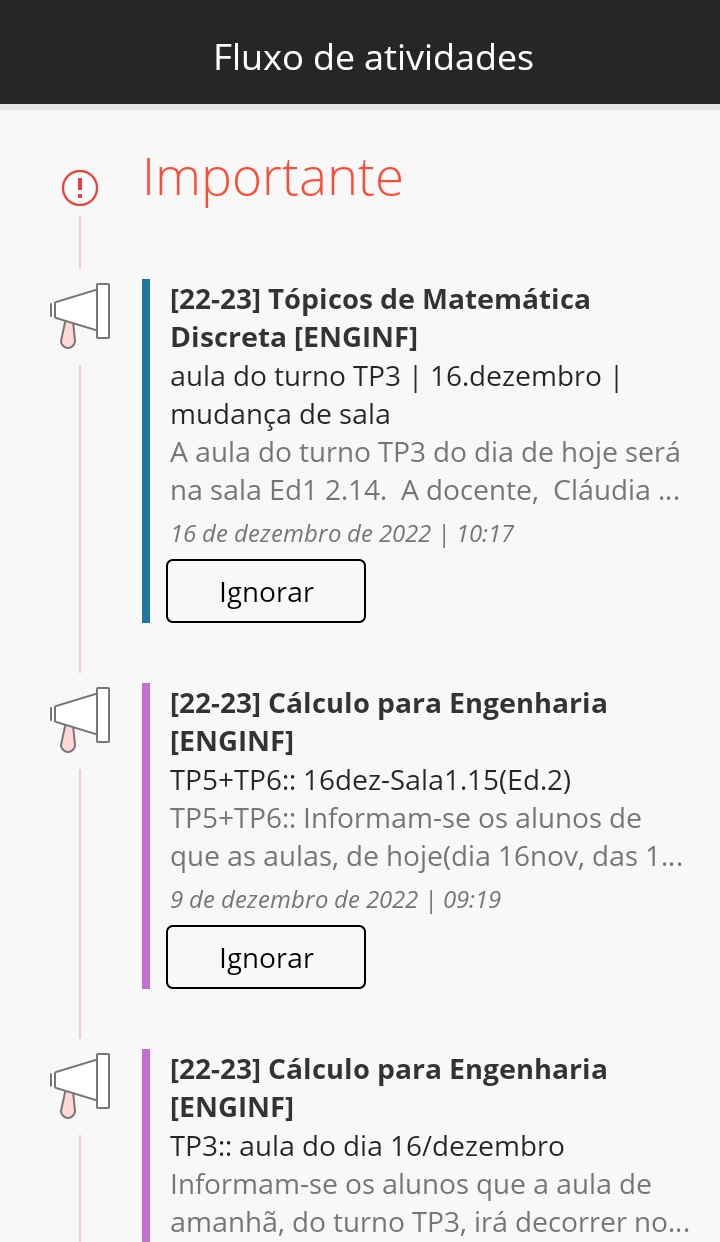 Fluxo de atividades
Importante
[22-23] Tópicos de Matemática
Discreta [ENGINF]
aula do turno TP3 | 16.dezembro |
mudança de sala
A aula do turno TP3 do dia de hoje será
na sala Ed1 2.14.  A docente,  Cláudia ...
16 de dezembro de 2022 | 10:17
Ignorar
[22-23] Cálculo para Engenharia
[ENGINF]
TP5+TP6:: 16dez-Sala1.15(Ed.2)
TP5+TP6:: Informam-se os alunos de
que as aulas, de hoje(dia 16nov, das 1...
9 de dezembro de 2022 | 09:19
Ignorar
[22-23] Cálculo para Engenharia
[ENGINF]
TP3:: aula do dia 16/dezembro
Informam-se os alunos que a aula de
amanhã, do turno TP3, irá decorrer no...